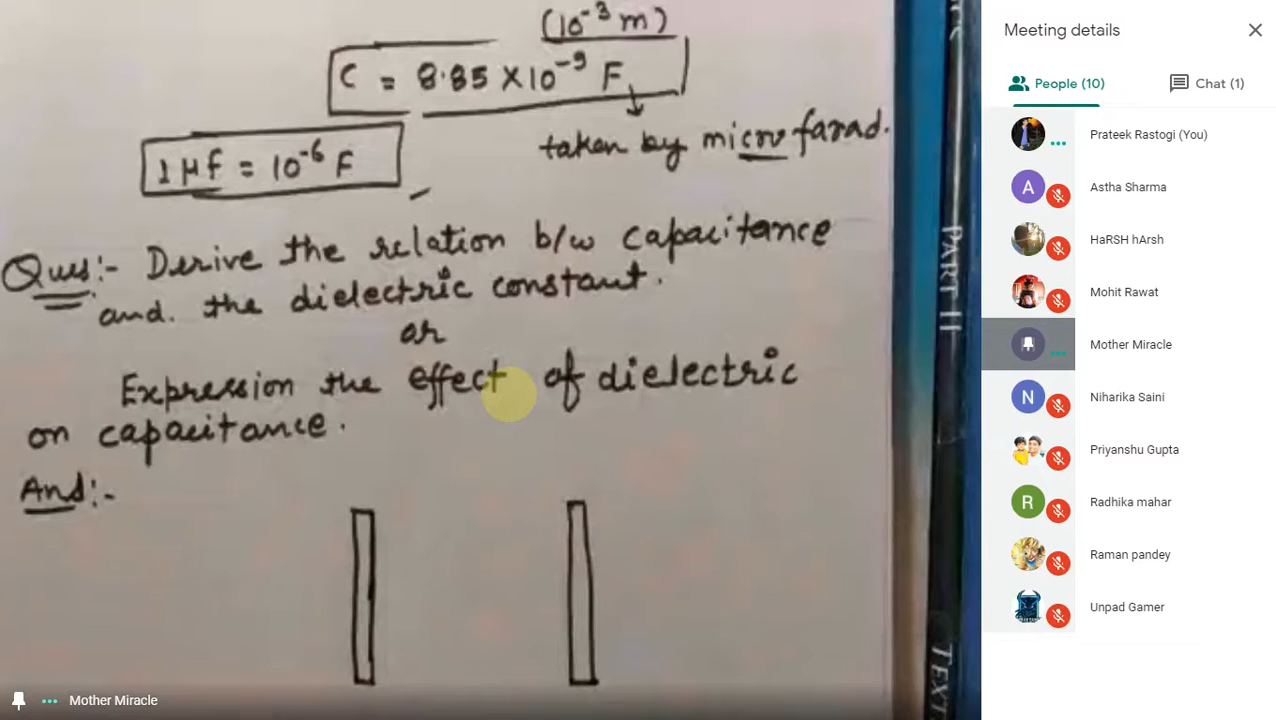 (10⁻³ m)
C = 8.85 × 10⁻⁹ F
taken by micro farad.
1 μf = 10⁻⁶ F
Ques:- Derive the relation b/w capacitance
and. the dielectric constant.
or
Expression the effect of dielectric
on capacitance.
Ans:-
PART II
TEXT
Mother Miracle
Meeting details
People (10)
Chat (1)
Prateek Rastogi (You)
A
Astha Sharma
HaRSH hArsh
Mohit Rawat
Mother Miracle
N
Niharika Saini
Priyanshu Gupta
R
Radhika mahar
Raman pandey
Unpad Gamer